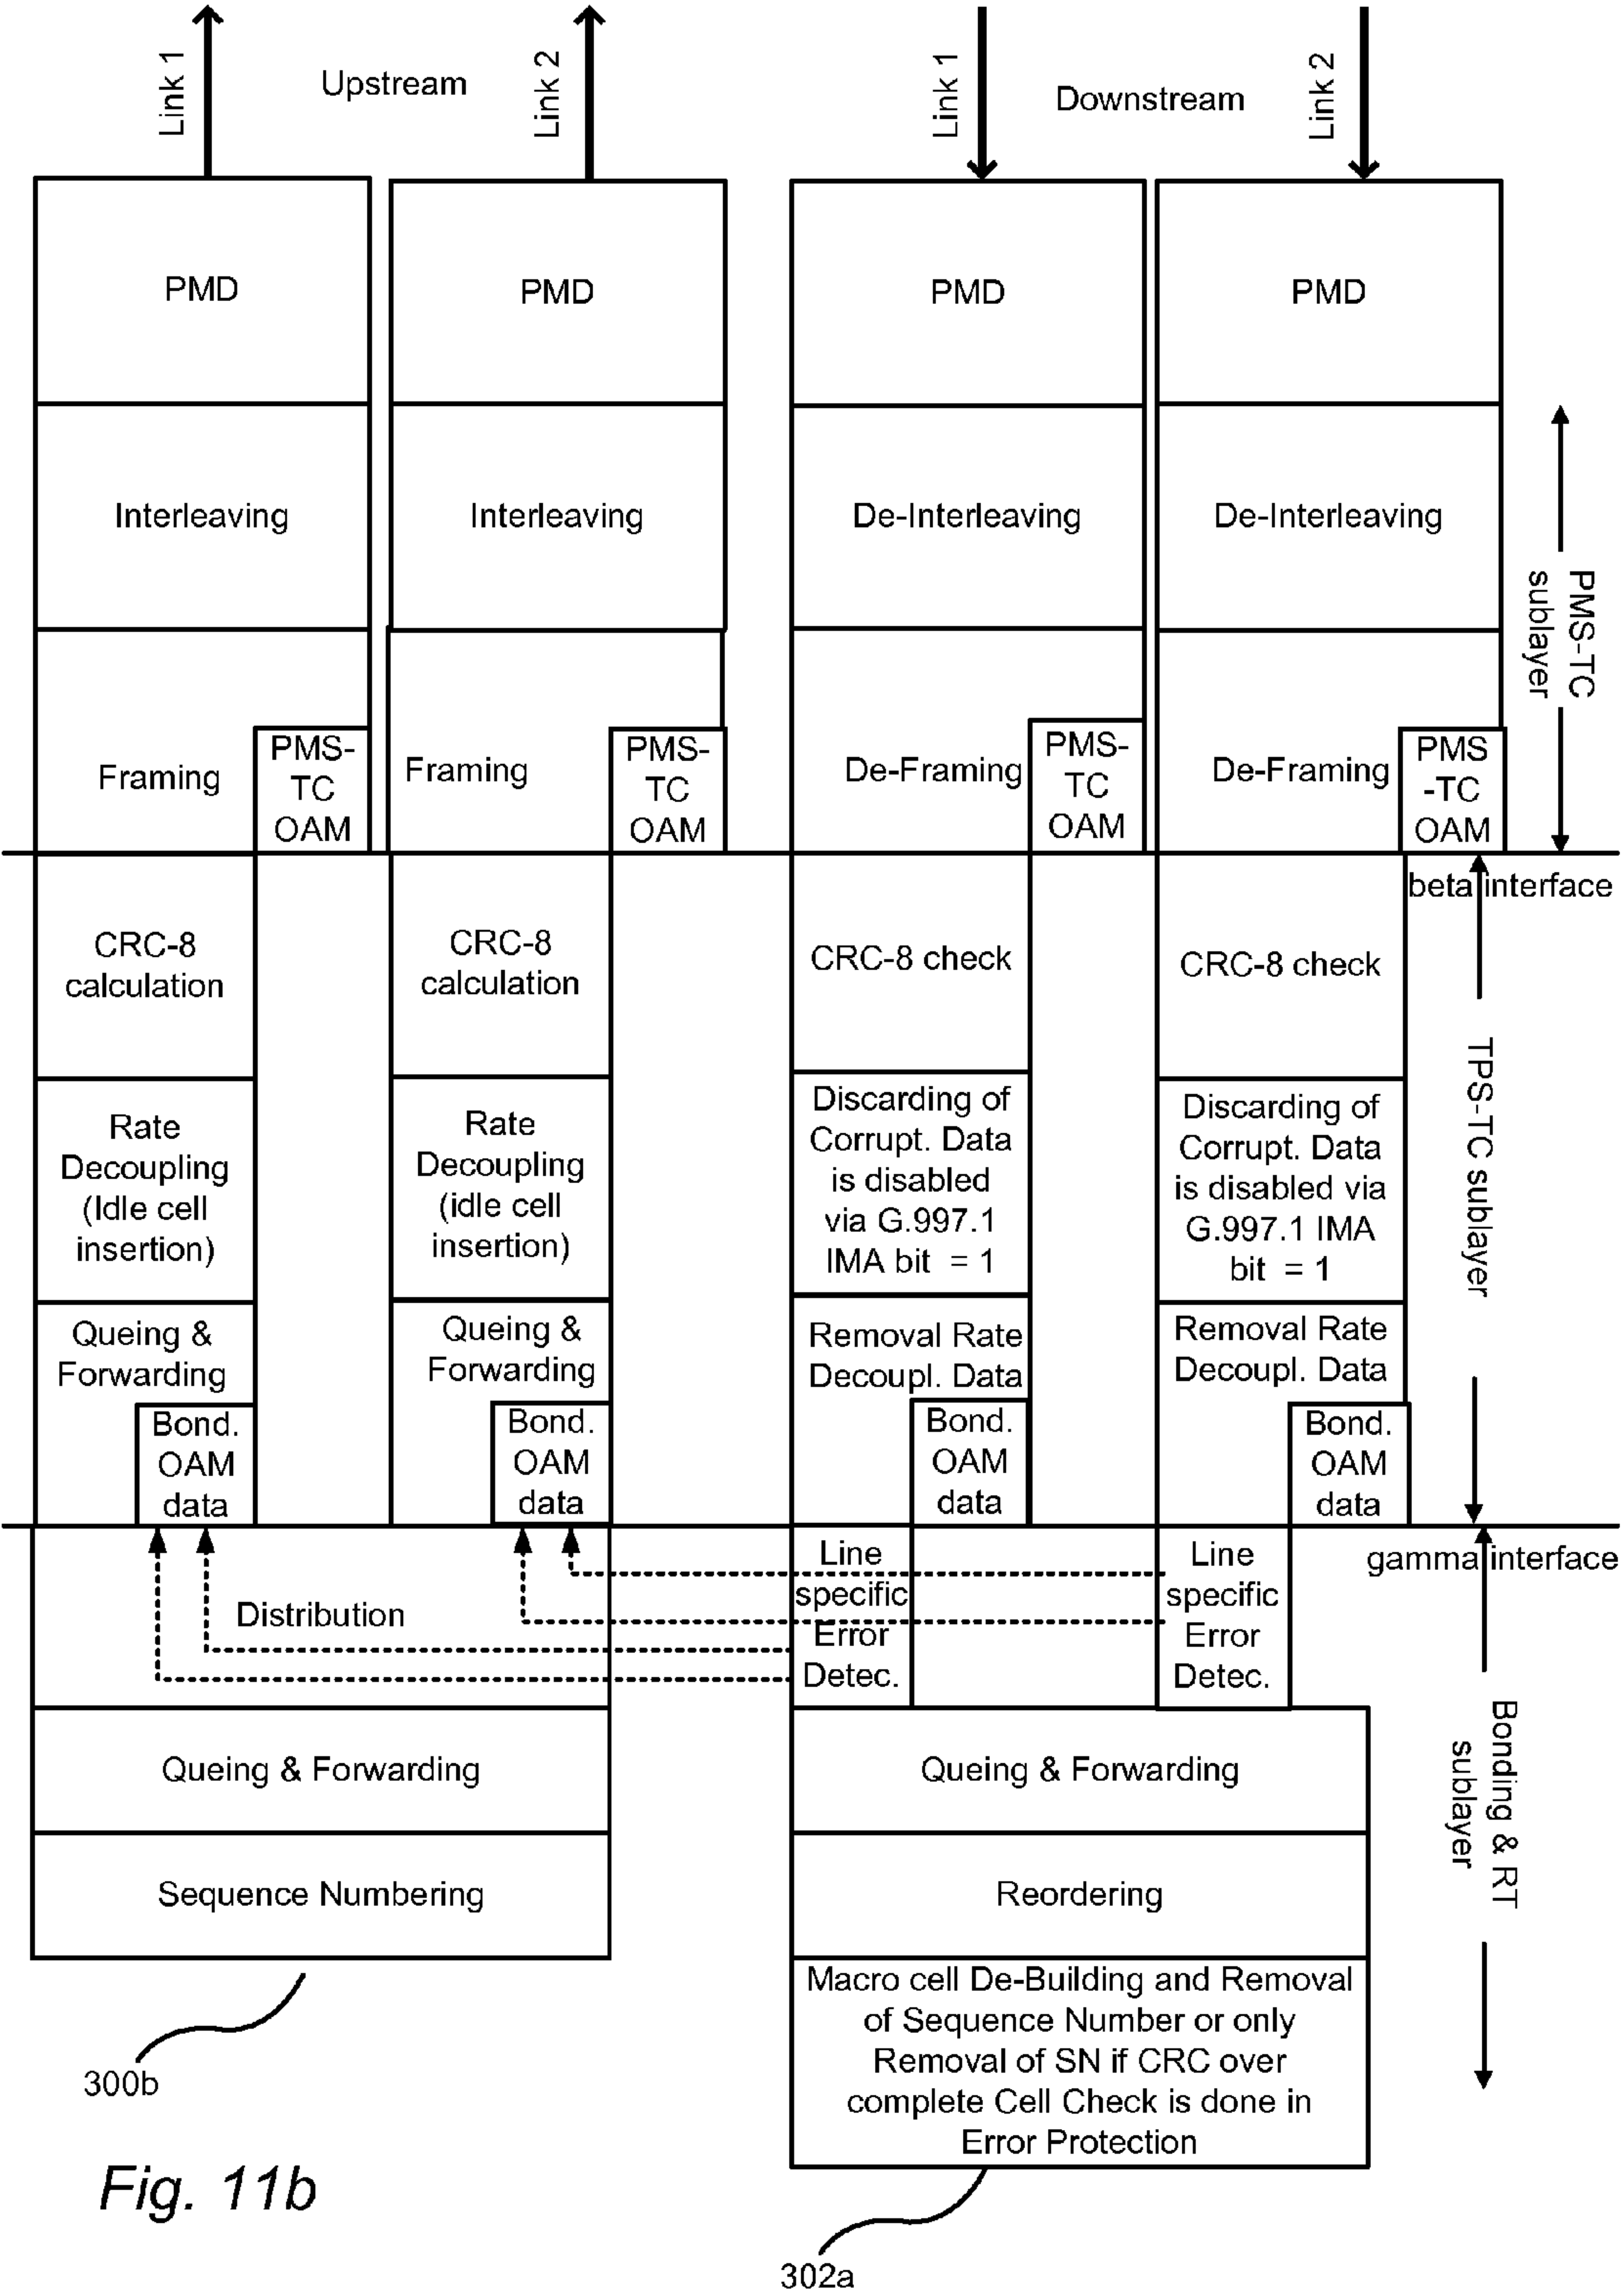 Link 1
Upstream
Link 2
Link 1
Downstream
Link 2
PMD
PMD
PMD
PMD
Interleaving
Interleaving
De-Interleaving
De-Interleaving
PMS-TC
sublayer
Framing
PMS-
TC
OAM
Framing
PMS-
TC
OAM
De-Framing
PMS-
TC
OAM
De-Framing
PMS
-TC
OAM
beta interface
CRC-8
calculation
CRC-8
calculation
CRC-8 check
CRC-8 check
TPS-TC sublayer
Rate
Decoupling
(Idle cell
insertion)
Rate
Decoupling
(idle cell
insertion)
Discarding of
Corrupt. Data
is disabled
via G.997.1
IMA bit = 1
Discarding of
Corrupt. Data
is disabled via
G.997.1 IMA
bit = 1
Queing &
Forwarding
Bond.
OAM
data
Queing &
Forwarding
Bond.
OAM
data
Removal Rate
Decoupl. Data
Bond.
OAM
data
Removal Rate
Decoupl. Data
Bond.
OAM
data
gamma interface
Distribution
Line
specific
Error
Detec.
Line
specific
Error
Detec.
Bonding & RT
sublayer
Queing & Forwarding
Queing & Forwarding
Sequence Numbering
Reordering
Macro cell De-Building and Removal
of Sequence Number or only
Removal of SN if CRC over
complete Cell Check is done in
Error Protection
300b
302a
Fig. 11b